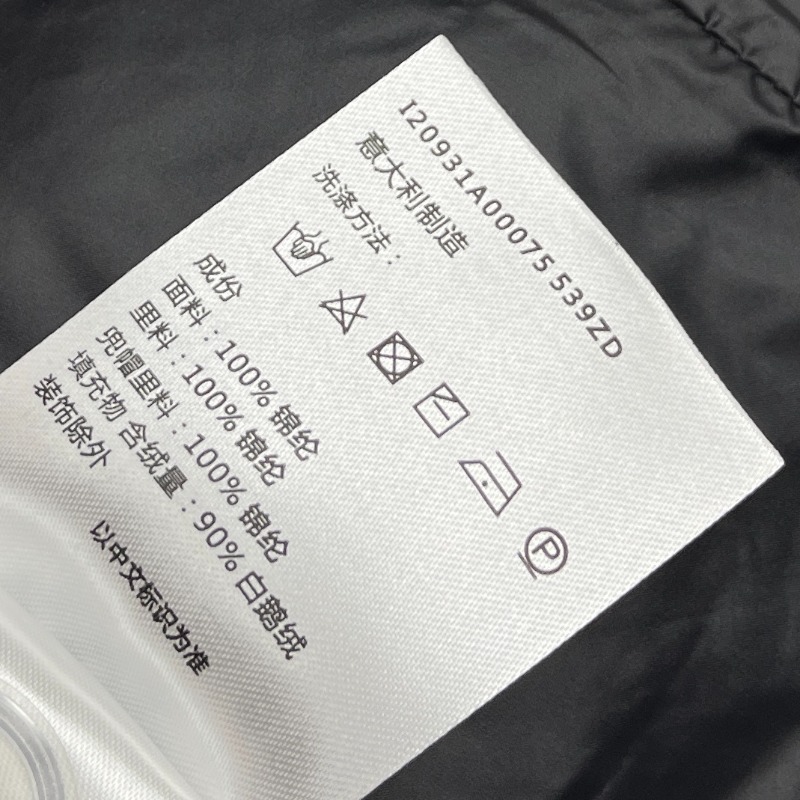 I20931A00075 539ZD
意大利制造
洗涤方法：
成份
面料：100% 锦纶
里料：100% 锦纶
兜帽里料：100% 锦纶
填充物 含绒量：90% 白鹅绒
装饰除外
以中文标识为准